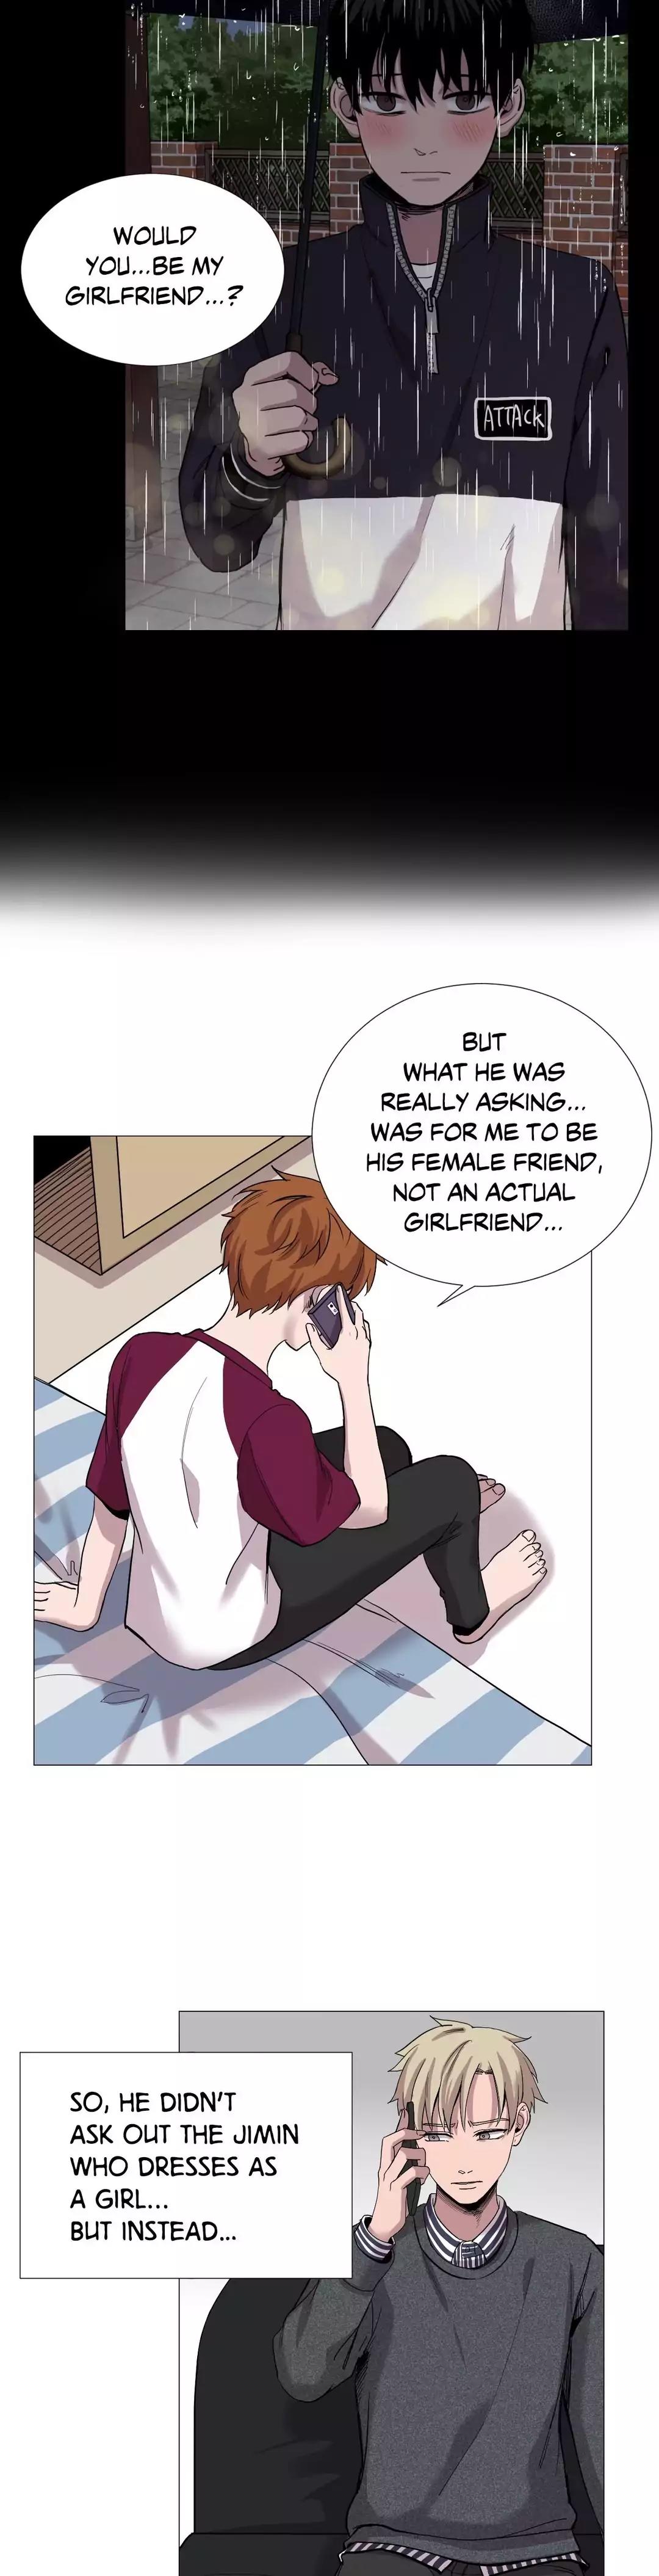 WOULD
YOU...BE MY
GIRLFRIEND...?
ATTACK
BUT
WHAT HE WAS
REALLY ASKING...
WAS FOR ME TO BE
HIS FEMALE FRIEND,
NOT AN ACTUAL
GIRLFRIEND...
SO, HE DIDN'T
ASK OUT THE JIMIN
WHO DRESSES AS
A GIRL...
BUT INSTEAD...